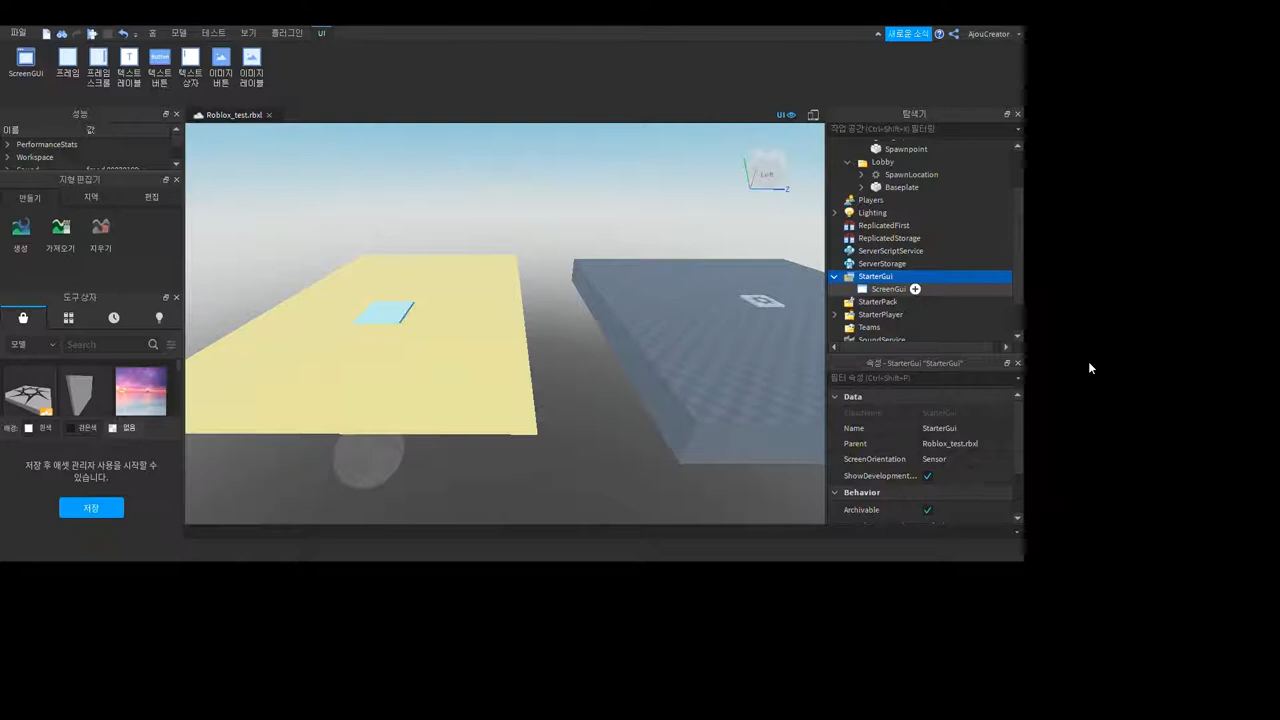 파일 홈 모델 테스트 보기 플러그인 UI 새로운 소식 AjouCreator
ScreenGUI 프레임 프레임 스크롤 텍스트 레이블 Button 텍스트 버튼 텍스트 상자 이미지 버튼 이미지 레이블
성능
이름 값
PerformanceStats
Workspace
지형 편집기
만들기 지역 편집
생성 가져오기 지우기
도구 상자
모델 Search
배경: 흰색 검은색 없음
저장 후 애셋 관리자 사용을 시작할 수
있습니다.
저장
Roblox_test.rbxl
UI
Left
Z
탐색기
작업 공간(Ctrl+Shift+X) 필터링
Spawnpoint
Lobby
SpawnLocation
Baseplate
Players
Lighting
ReplicatedFirst
ReplicatedStorage
ServerScriptService
ServerStorage
StarterGui
ScreenGui
StarterPack
StarterPlayer
Teams
SoundService
속성 - StarterGui "StarterGui"
필터 속성 (Ctrl+Shift+P)
Data
ClassName StarterGui
Name StarterGui
Parent Roblox_test.rbxl
ScreenOrientation Sensor
ShowDevelopment...
Behavior
Archivable